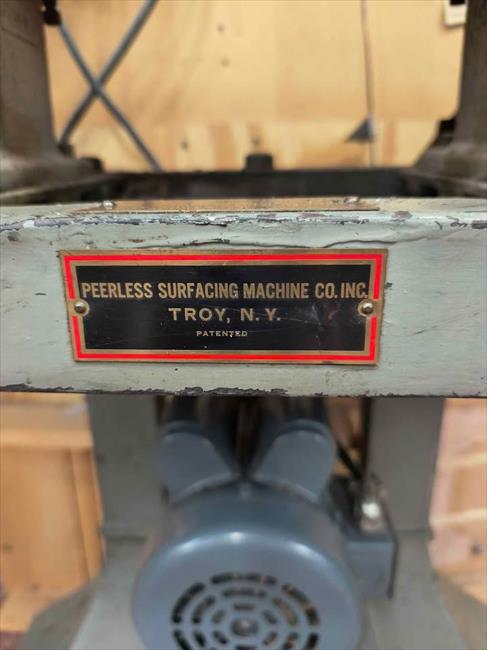 PEERLESS SURFACING MACHINE CO. INC.
TROY, N. Y.
PATENTED